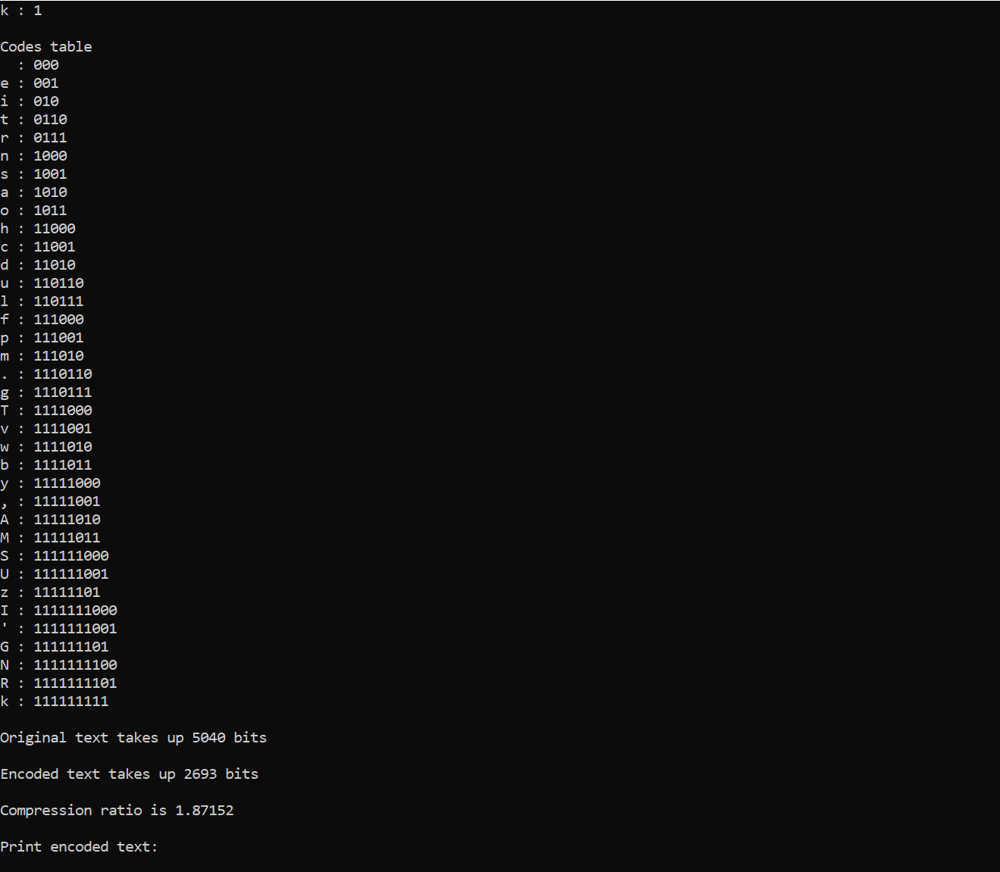 k : 1
Codes table
  : 000
e : 001
i : 010
t : 0110
r : 0111
n : 1000
s : 1001
a : 1010
o : 1011
h : 11000
c : 11001
d : 11010
u : 110110
l : 110111
f : 111000
p : 111001
m : 111010
. : 1110110
g : 1110111
T : 1111000
v : 1111001
w : 1111010
b : 1111011
y : 11111000
, : 11111001
A : 11111010
M : 11111011
S : 111111000
U : 111111001
z : 11111101
I : 1111111000
' : 1111111001
G : 111111101
N : 1111111100
R : 1111111101
k : 111111111
Original text takes up 5040 bits
Encoded text takes up 2693 bits
Compression ratio is 1.87152
Print encoded text: